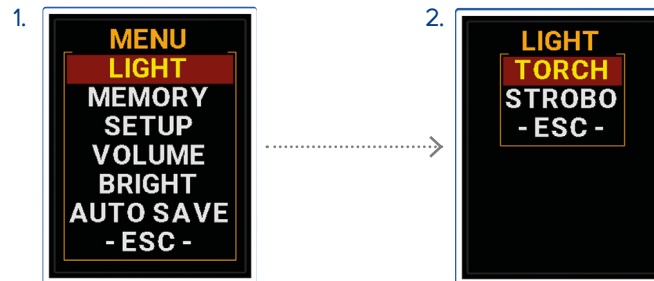 1.
MENU
LIGHT
MEMORY
SETUP
VOLUME
BRIGHT
AUTO SAVE
- ESC -
2.
LIGHT
TORCH
STROBO
- ESC -